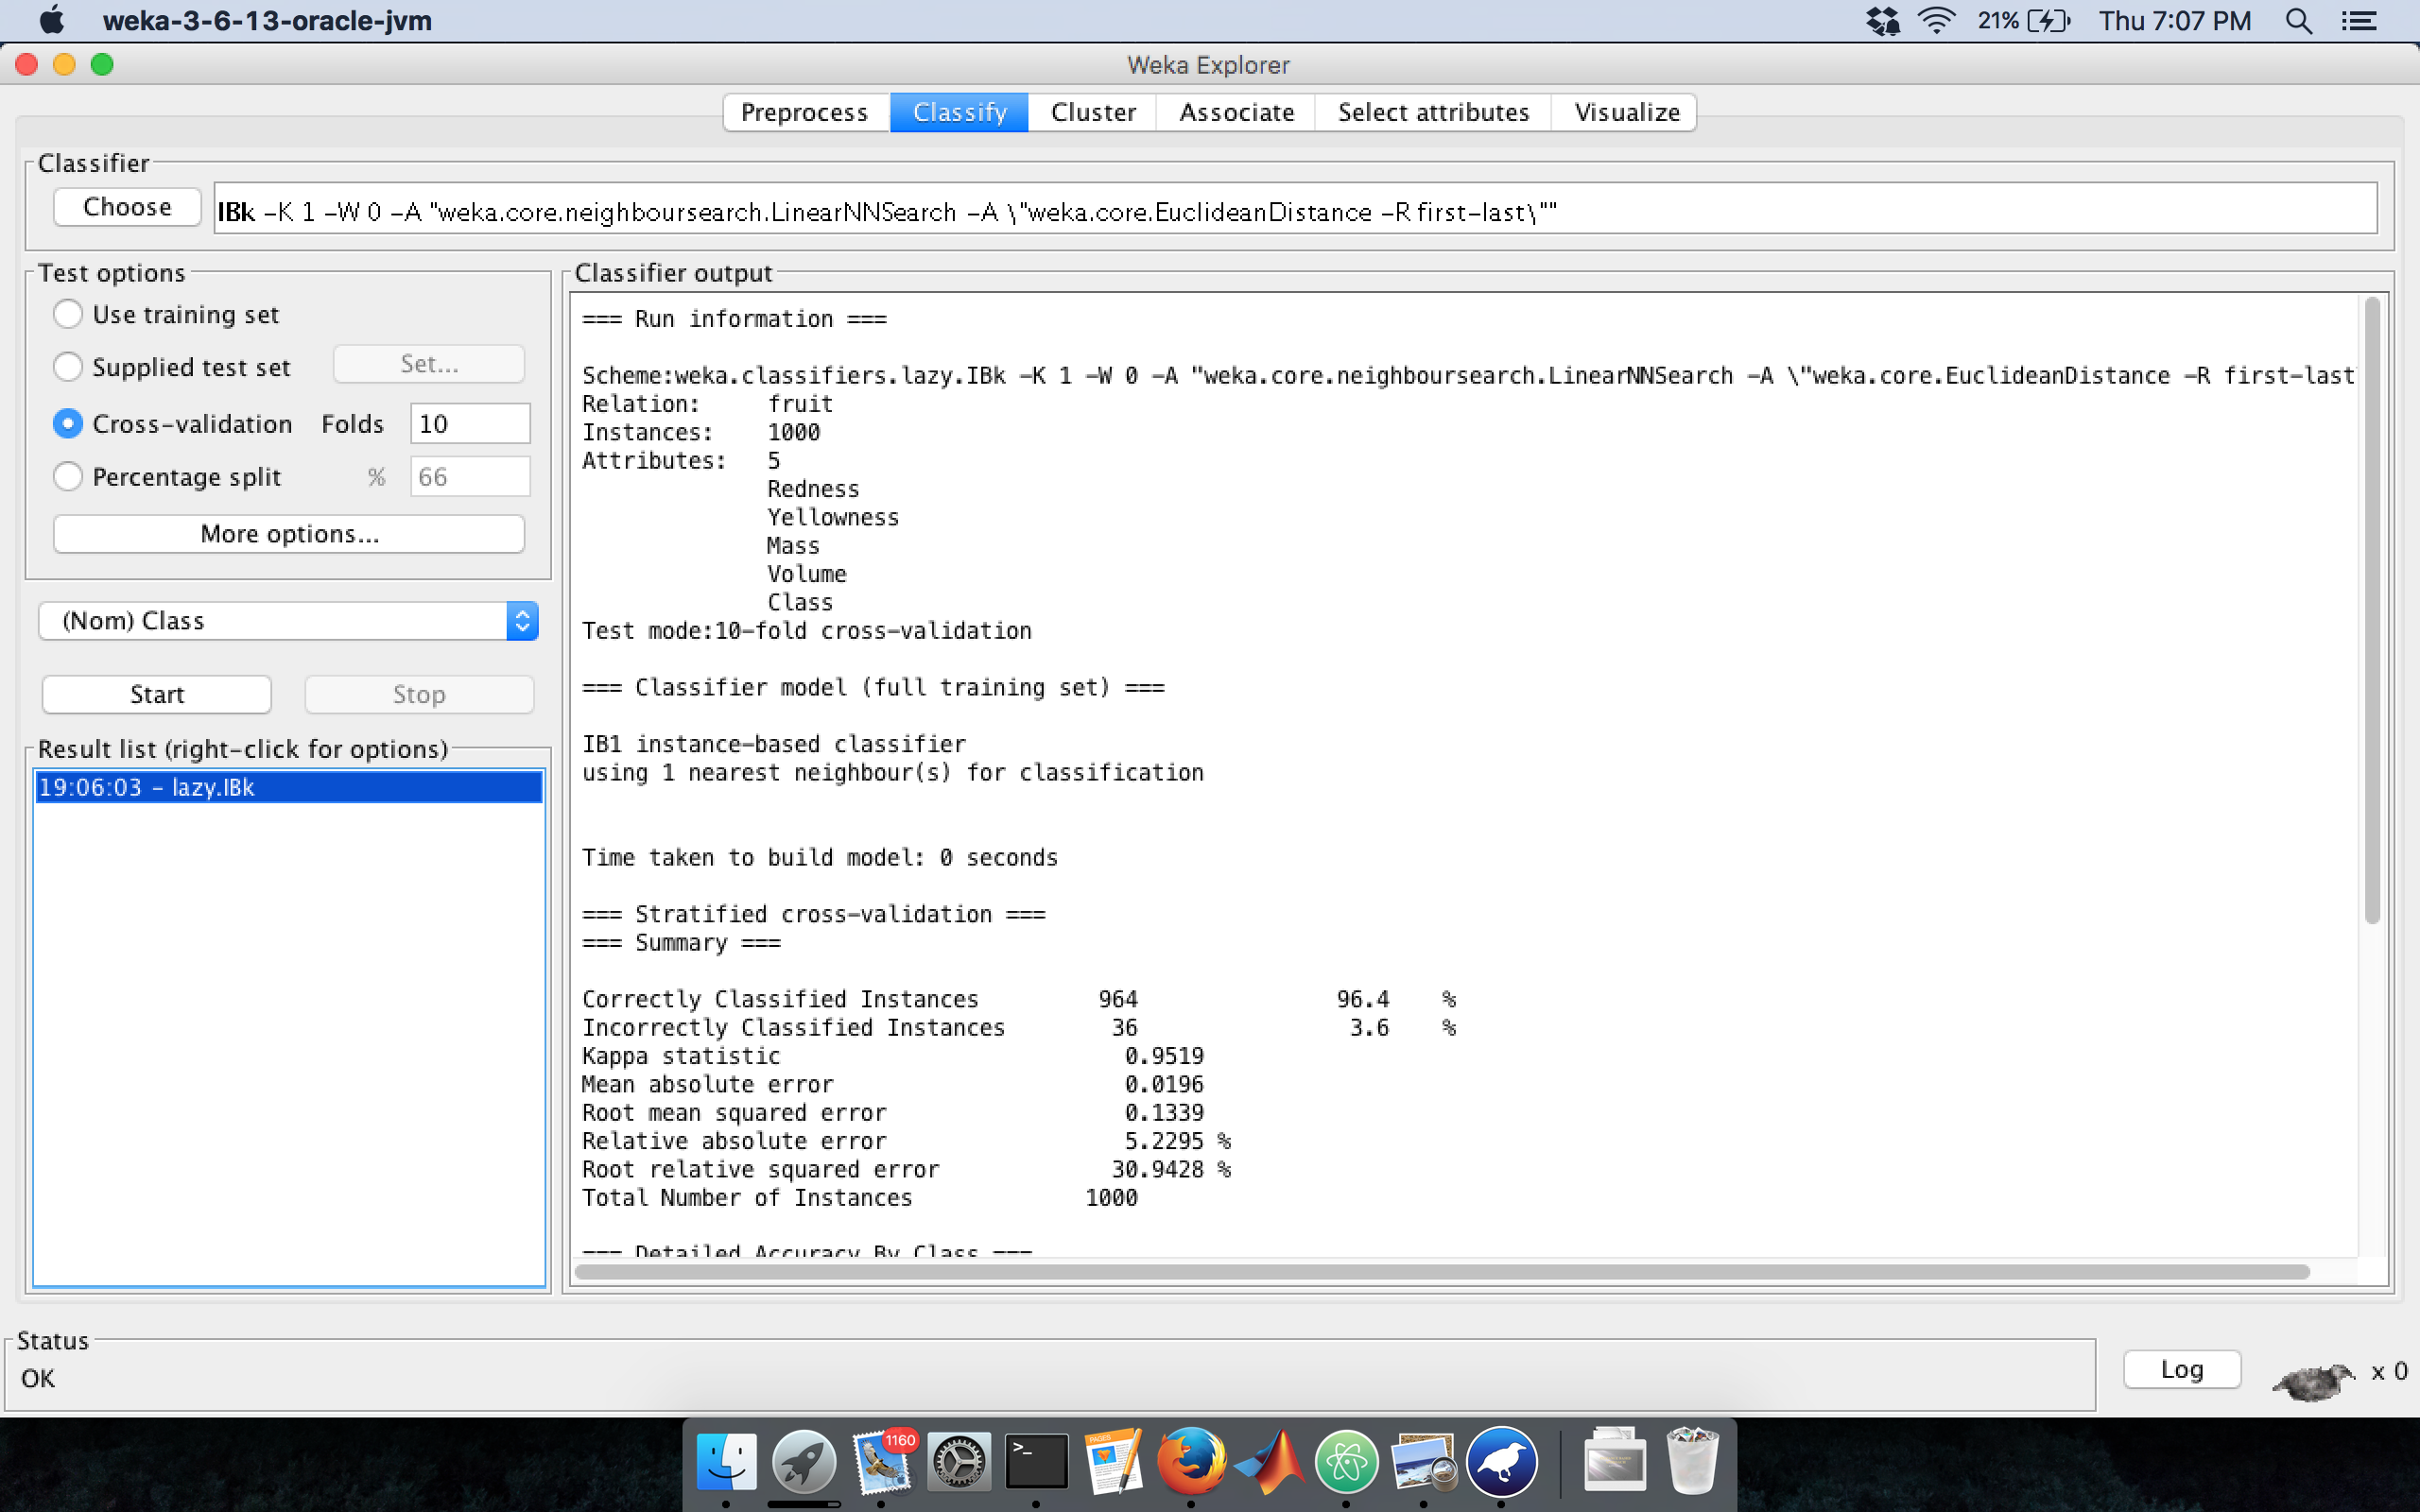 weka-3-6-13-oracle-jvm 21% Thu 7:07 PM
Weka Explorer
Preprocess Classify Cluster Associate Select attributes Visualize
Classifier
Choose IBk -K 1 -W 0 -A "weka.core.neighboursearch.LinearNNSearch -A \"weka.core.EuclideanDistance -R first-last\""
Test options
Use training set
Supplied test set Set...
Cross-validation Folds 10
Percentage split % 66
More options...
(Nom) Class
Start Stop
Result list (right-click for options)
19:06:03 - lazy.IBk
Classifier output
=== Run information ===
Scheme:weka.classifiers.lazy.IBk -K 1 -W 0 -A "weka.core.neighboursearch.LinearNNSearch -A \"weka.core.EuclideanDistance -R first-last
Relation: fruit
Instances: 1000
Attributes: 5
Redness
Yellowness
Mass
Volume
Class
Test mode:10-fold cross-validation
=== Classifier model (full training set) ===
IB1 instance-based classifier
using 1 nearest neighbour(s) for classification
Time taken to build model: 0 seconds
=== Stratified cross-validation ===
=== Summary ===
Correctly Classified Instances 964 96.4 %
Incorrectly Classified Instances 36 3.6 %
Kappa statistic 0.9519
Mean absolute error 0.0196
Root mean squared error 0.1339
Relative absolute error 5.2295 %
Root relative squared error 30.9428 %
Total Number of Instances 1000
=== Detailed Accuracy By Class ===
Status
OK
Log x 0
1160
>_
PAGES